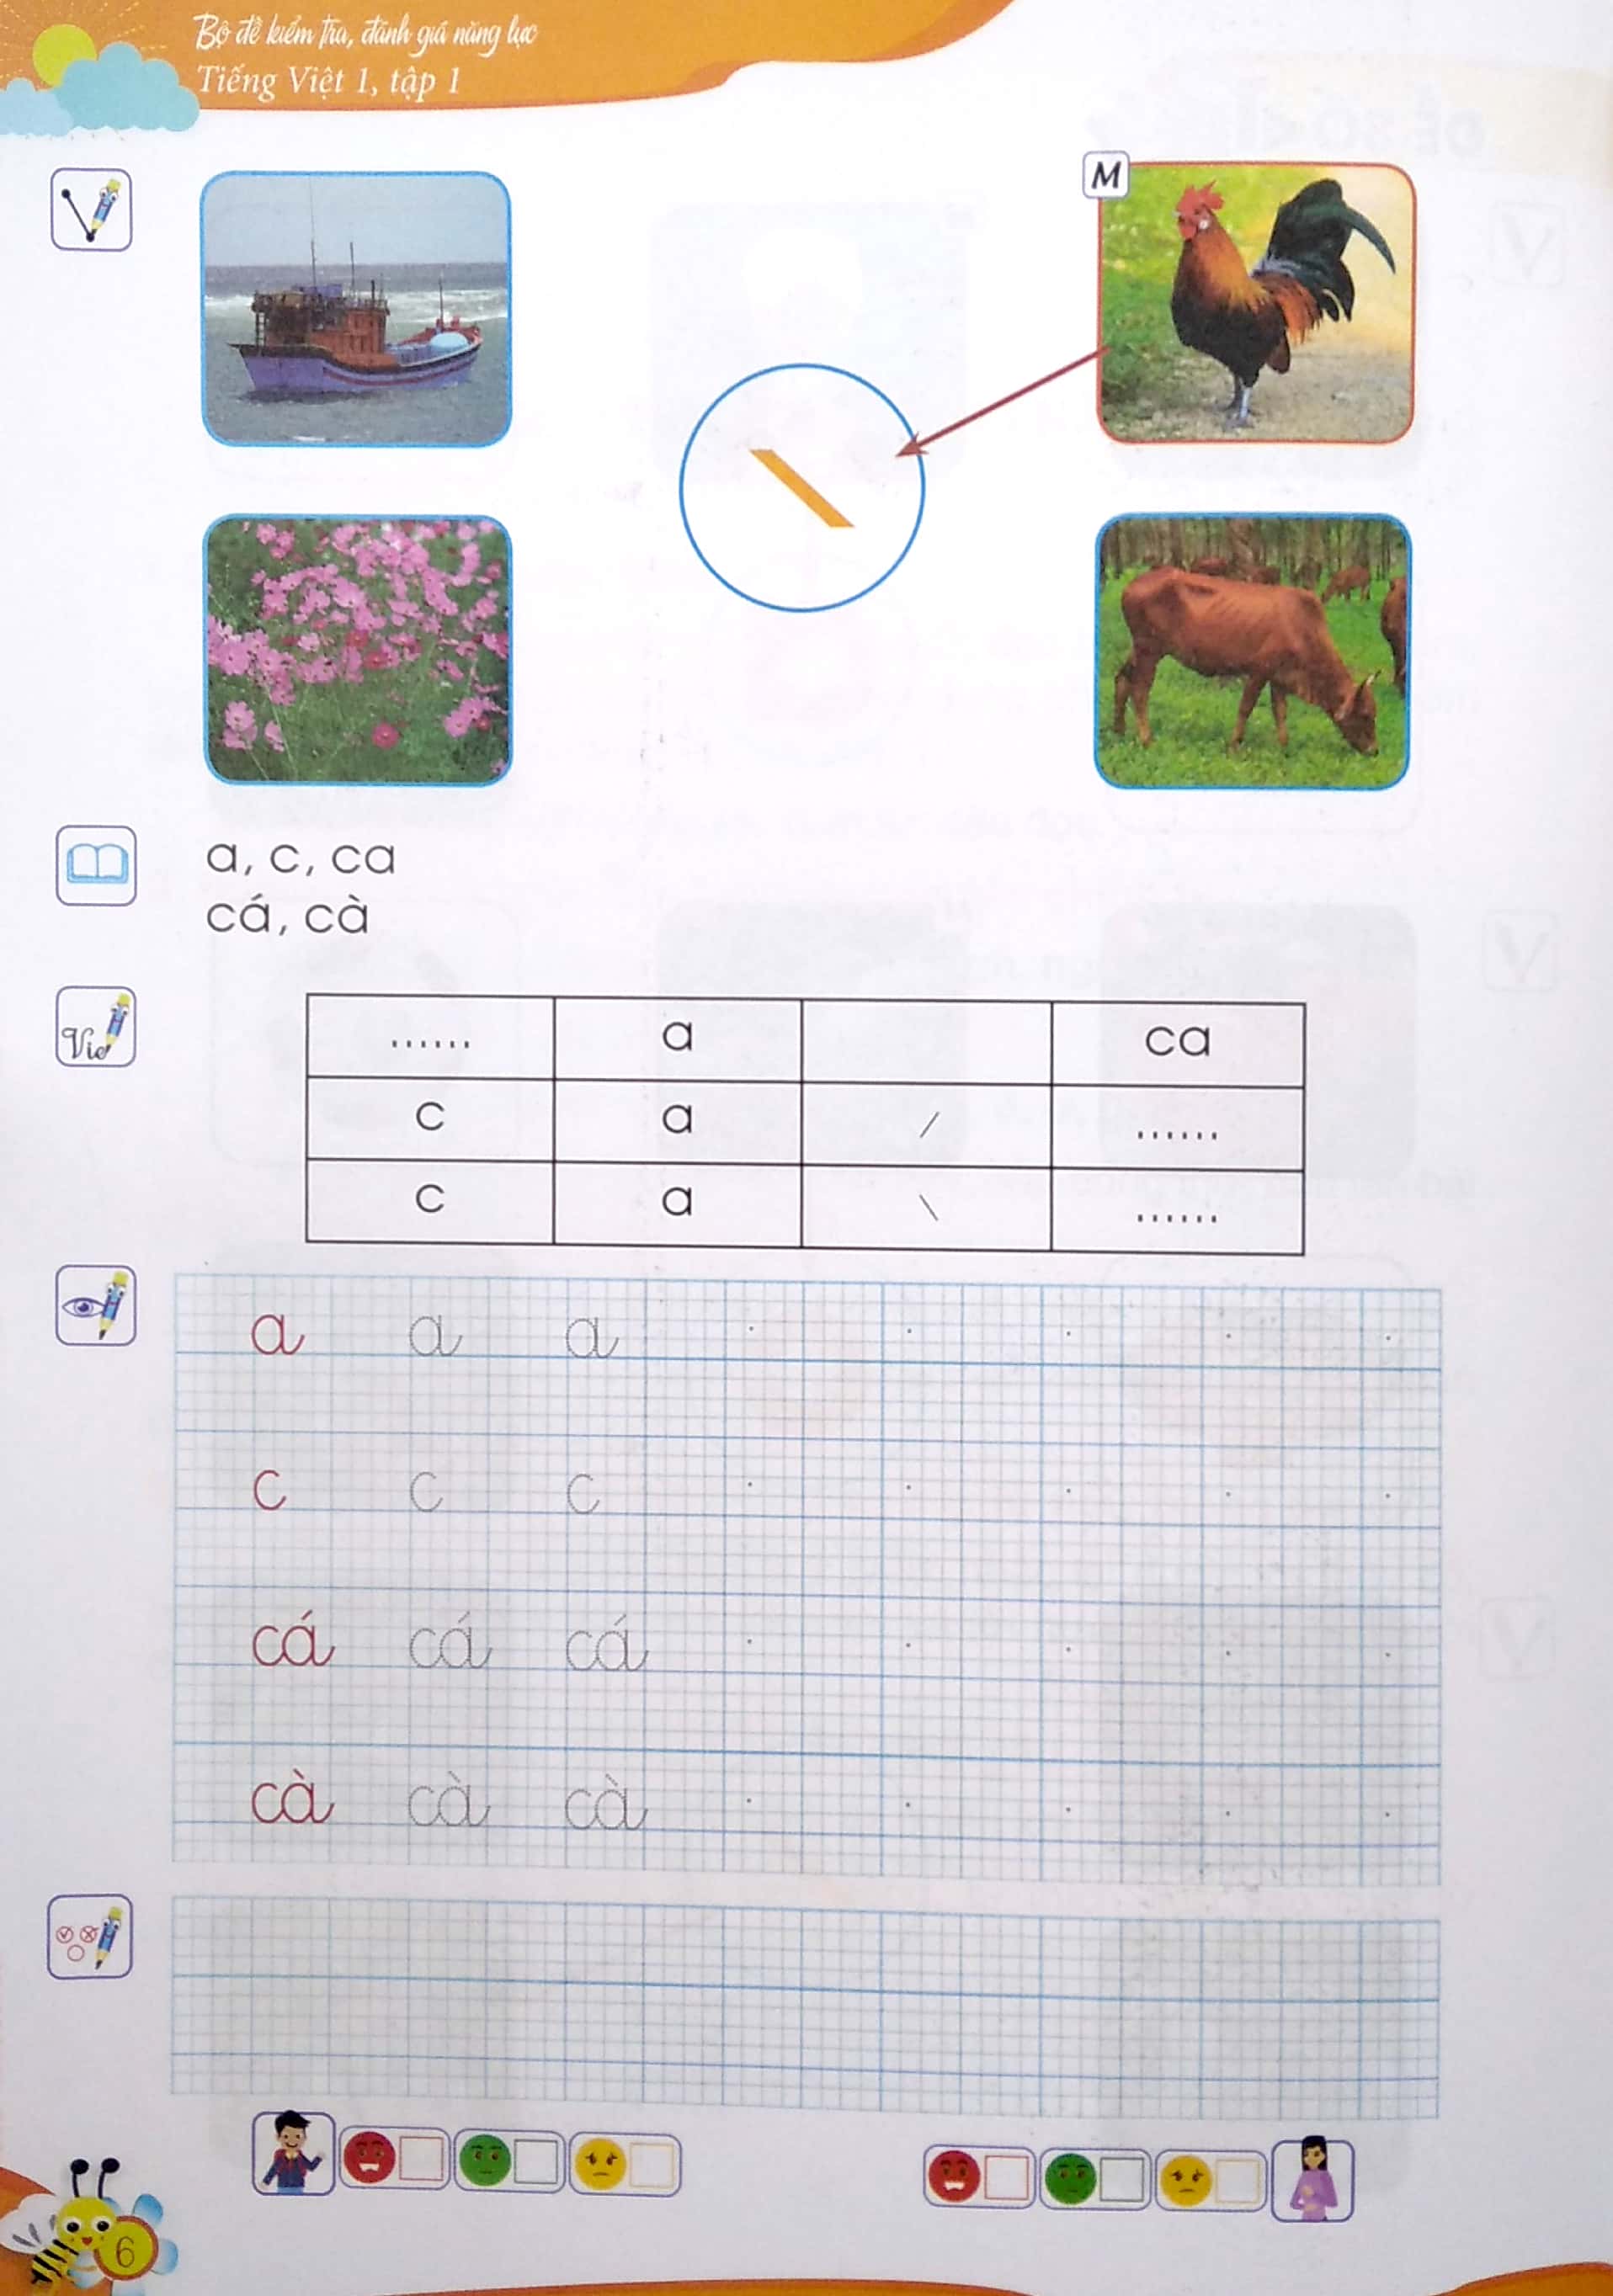 Bộ đề kiểm tra, đánh giá năng lực
Tiếng Việt 1, tập 1
M
\
a, c, ca
cá, cà
Viế
...... a ca
c a / ......
c a \ ......
a a a . . . . .
c c c . . . . .
cá cá cá . . . . .
cà cà cà . . . . .
6